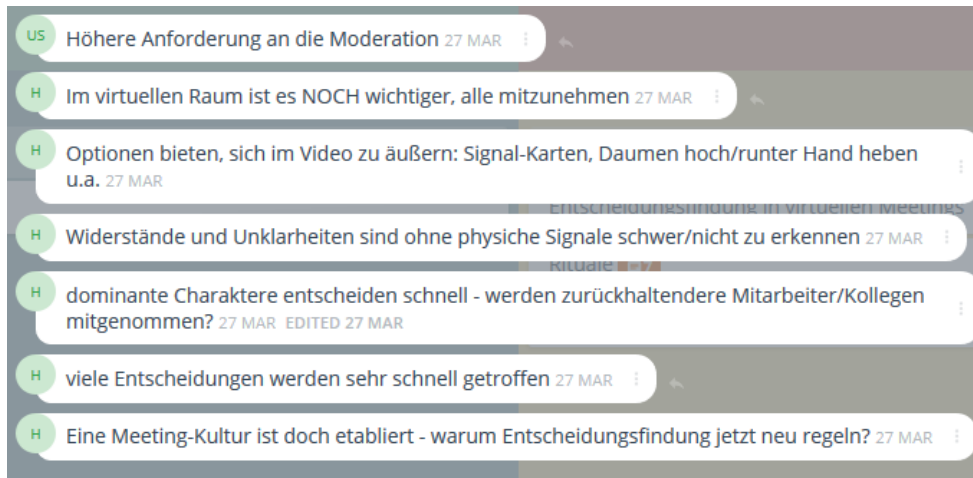 US Höhere Anforderung an die Moderation 27 MAR
H Im virtuellen Raum ist es NOCH wichtiger, alle mitzunehmen 27 MAR
H Optionen bieten, sich im Video zu äußern: Signal-Karten, Daumen hoch/runter Hand heben
u.a. 27 MAR
Entscheidungsfindung in virtuellen Meetings
H Widerstände und Unklarheiten sind ohne physiche Signale schwer/nicht zu erkennen 27 MAR
Rituale
H dominante Charaktere entscheiden schnell - werden zurückhaltendere Mitarbeiter/Kollegen
mitgenommen? 27 MAR EDITED 27 MAR
H viele Entscheidungen werden sehr schnell getroffen 27 MAR
H Eine Meeting-Kultur ist doch etabliert - warum Entscheidungsfindung jetzt neu regeln? 27 MAR